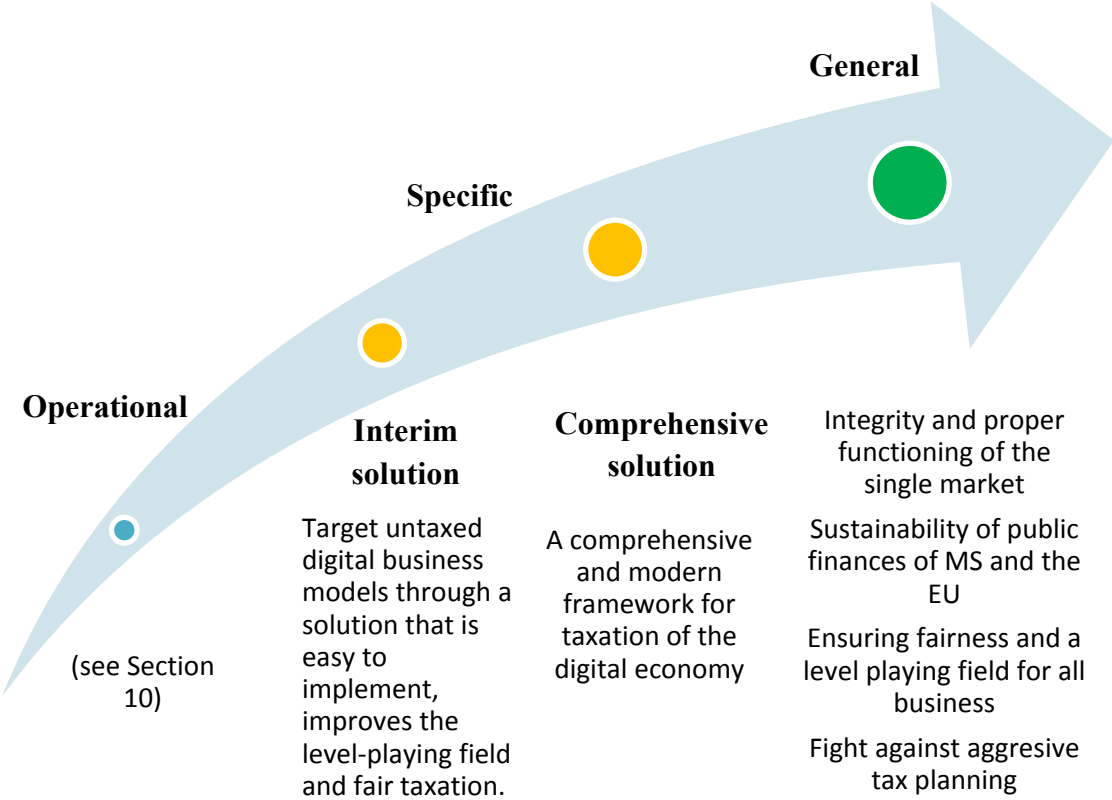 General
Specific
Operational
(see Section
10)
Interim
solution
Target untaxed
digital business
models through a
solution that is
easy to
implement,
improves the
level-playing field
and fair taxation.
Comprehensive
solution
A comprehensive
and modern
framework for
taxation of the
digital economy
Integrity and proper
functioning of the
single market
Sustainability of public
finances of MS and the
EU
Ensuring fairness and a
level playing field for all
business
Fight against aggresive
tax planning